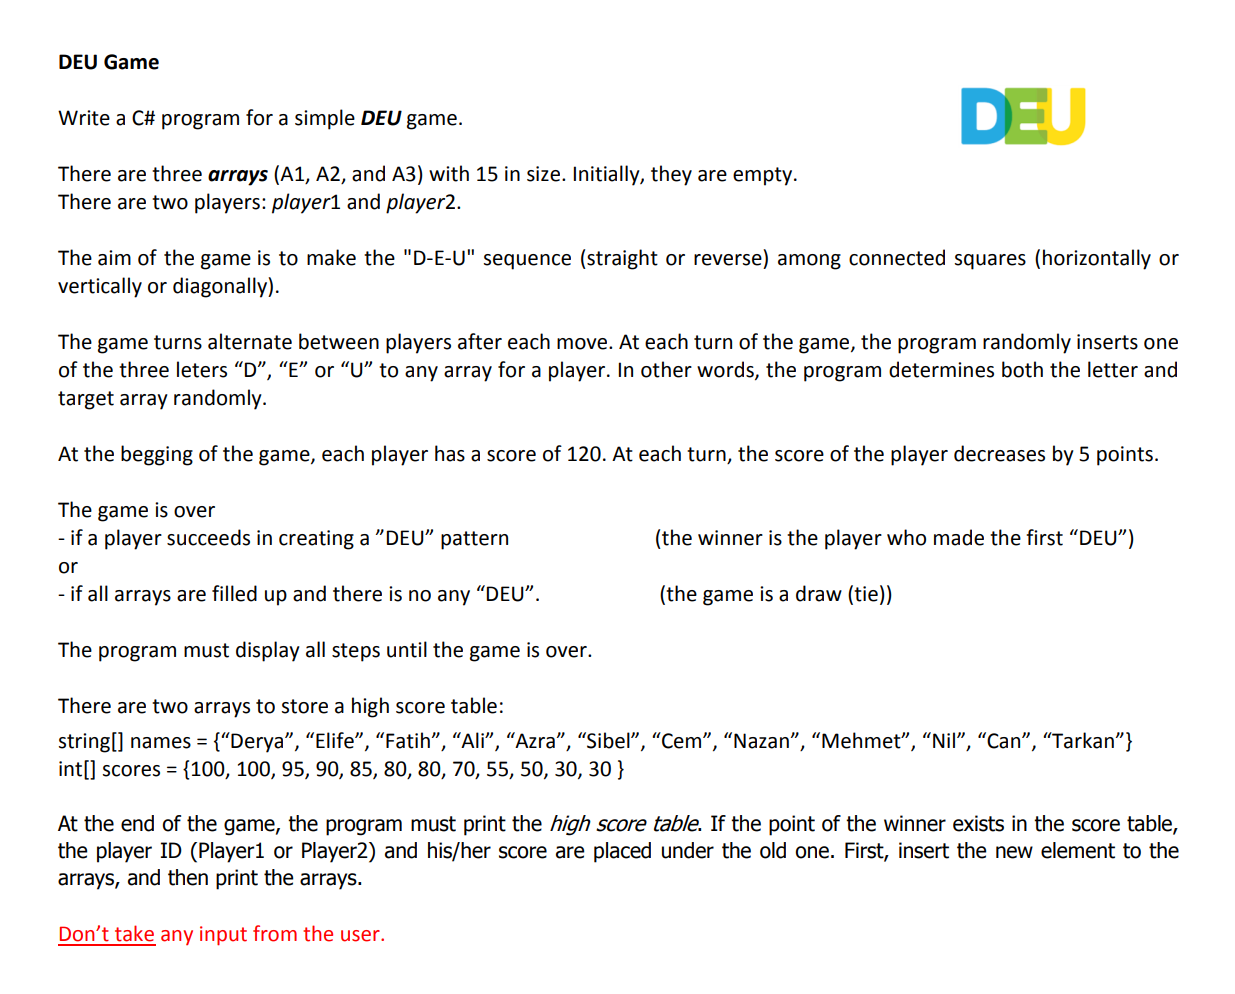 DEU Game
DEU
Write a C# program for a simple DEU game.
There are three arrays (A1, A2, and A3) with 15 in size. Initially, they are empty.
There are two players: player1 and player2.
The aim of the game is to make the "D-E-U" sequence (straight or reverse) among connected squares (horizontally or
vertically or diagonally).
The game turns alternate between players after each move. At each turn of the game, the program randomly inserts one
of the three leters “D”, “E” or “U” to any array for a player. In other words, the program determines both the letter and
target array randomly.
At the begging of the game, each player has a score of 120. At each turn, the score of the player decreases by 5 points.
The game is over
- if a player succeeds in creating a ”DEU” pattern (the winner is the player who made the first “DEU”)
or
- if all arrays are filled up and there is no any “DEU”. (the game is a draw (tie))
The program must display all steps until the game is over.
There are two arrays to store a high score table:
string[] names = {“Derya”, “Elife”, “Fatih”, “Ali”, “Azra”, “Sibel”, “Cem”, “Nazan”, “Mehmet”, “Nil”, “Can”, “Tarkan”}
int[] scores = {100, 100, 95, 90, 85, 80, 80, 70, 55, 50, 30, 30 }
At the end of the game, the program must print the high score table. If the point of the winner exists in the score table,
the player ID (Player1 or Player2) and his/her score are placed under the old one. First, insert the new element to the
arrays, and then print the arrays.
Don’t take any input from the user.